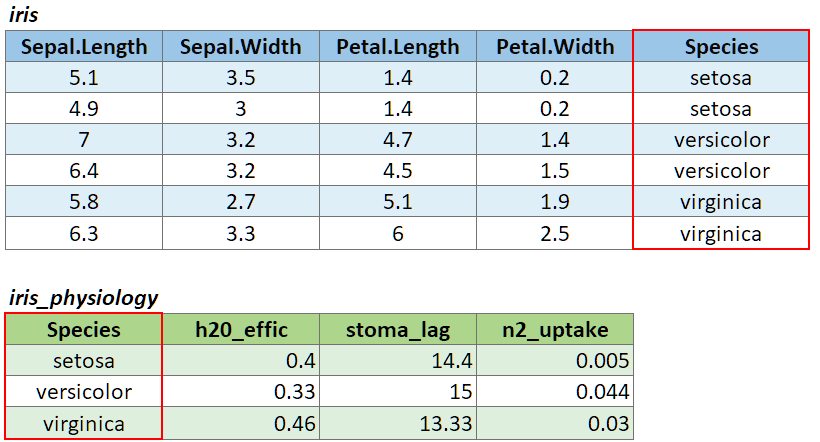 iris
Sepal.Length Sepal.Width Petal.Length Petal.Width Species
5.1 3.5 1.4 0.2 setosa
4.9 3 1.4 0.2 setosa
7 3.2 4.7 1.4 versicolor
6.4 3.2 4.5 1.5 versicolor
5.8 2.7 5.1 1.9 virginica
6.3 3.3 6 2.5 virginica
iris_physiology
Species h20_effic stoma_lag n2_uptake
setosa 0.4 14.4 0.005
versicolor 0.33 15 0.044
virginica 0.46 13.33 0.03